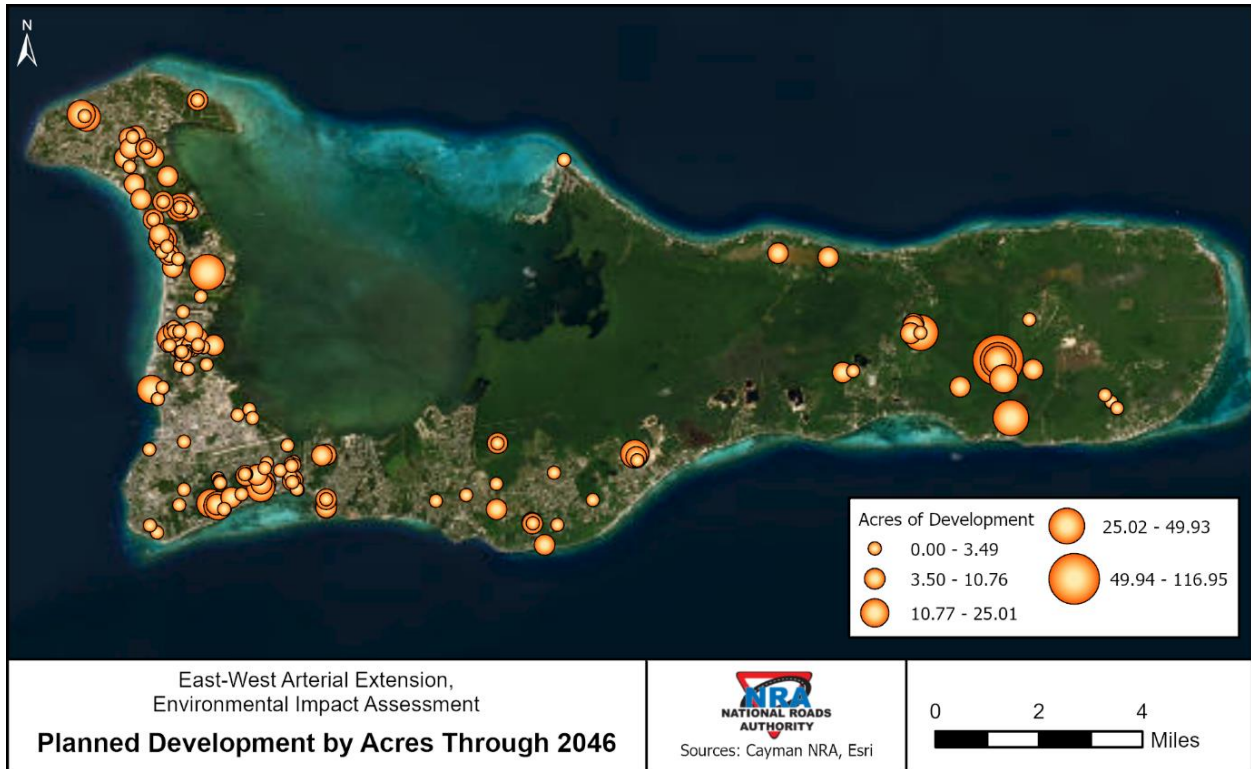 N
Acres of Development
0.00 - 3.49
3.50 - 10.76
10.77 - 25.01
25.02 - 49.93
49.94 - 116.95
East-West Arterial Extension,
Environmental Impact Assessment
Planned Development by Acres Through 2046
NRA
NATIONAL ROADS
AUTHORITY
Sources: Cayman NRA, Esri
0 2 4
Miles